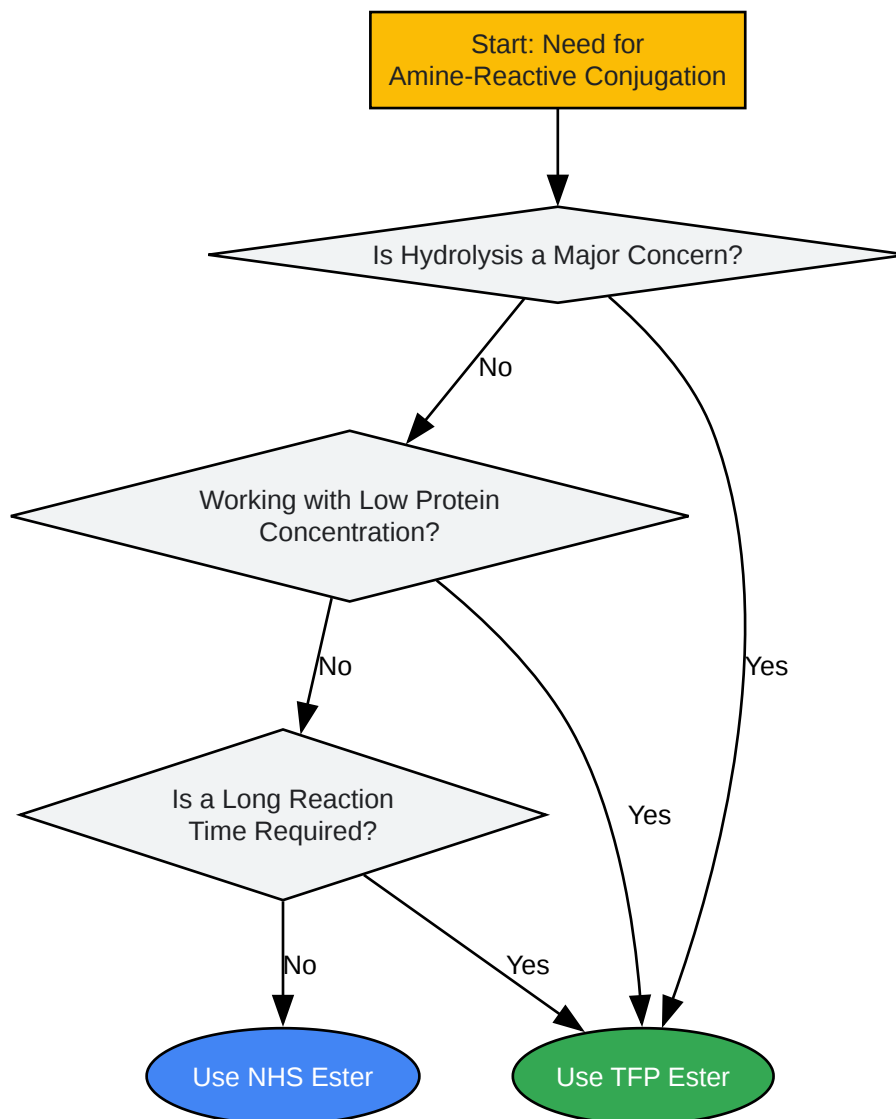 Start: Need for
Amine-Reactive Conjugation
Is Hydrolysis a Major Concern?
No
Working with Low Protein
Concentration?
No
Yes
Is a Long Reaction
Time Required?
Yes
No
Yes
Use NHS Ester
Use TFP Ester